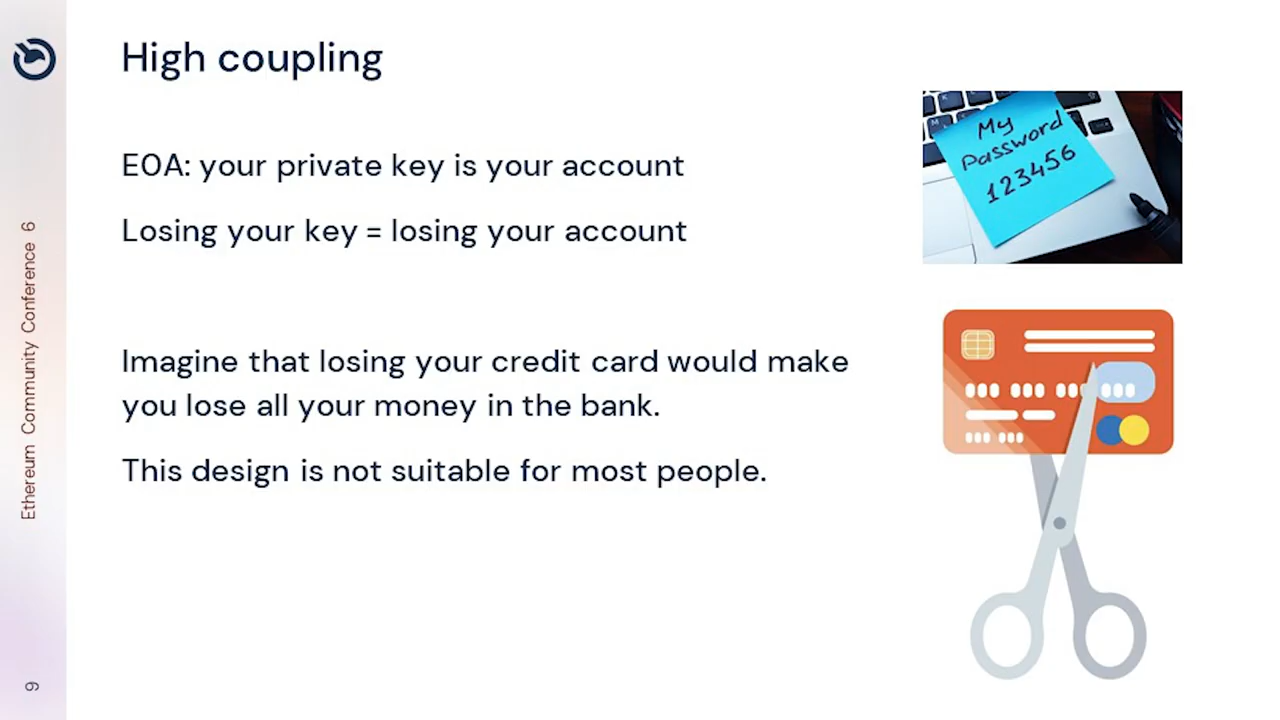 High coupling
EOA: your private key is your account
Losing your key = losing your account
Imagine that losing your credit card would make
you lose all your money in the bank.
This design is not suitable for most people.
My
Password
123456
Ethereum Community Conference 6
9